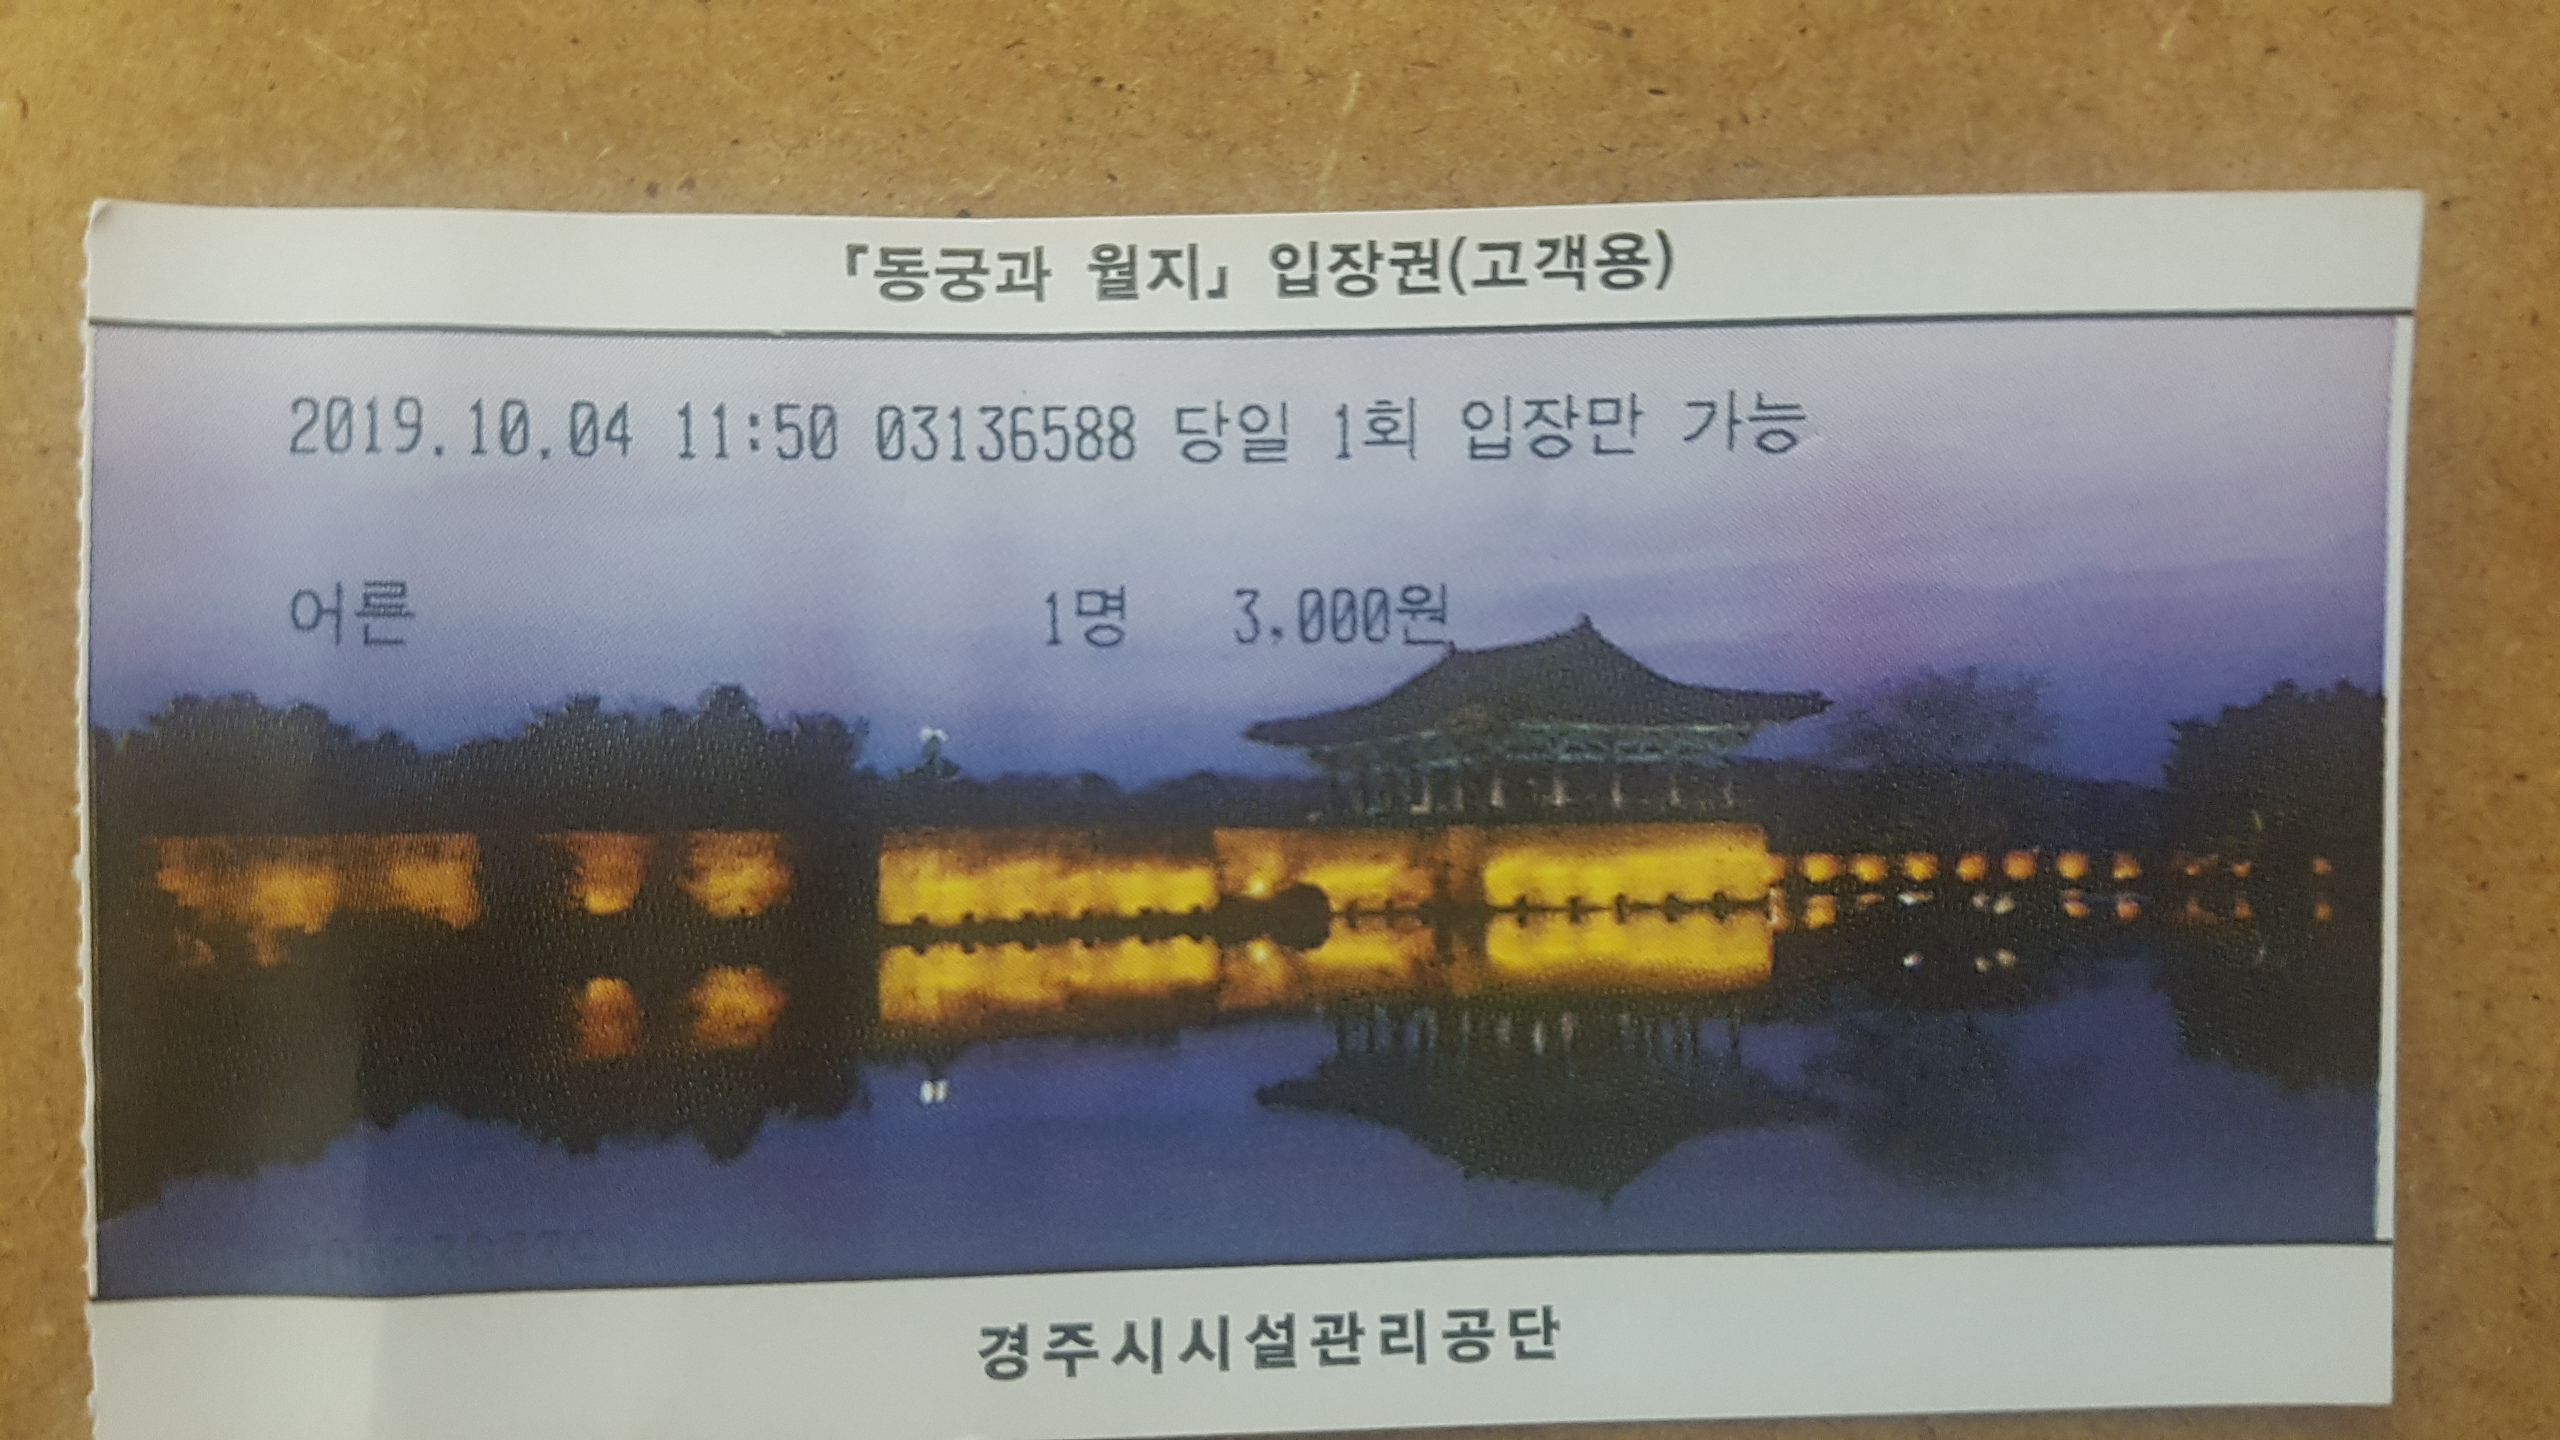 『동궁과 월지』 입장권(고객용)
2019.10.04 11:50 03136588 당일 1회 입장만 가능
어른 1명 3,000원
경주시시설관리공단